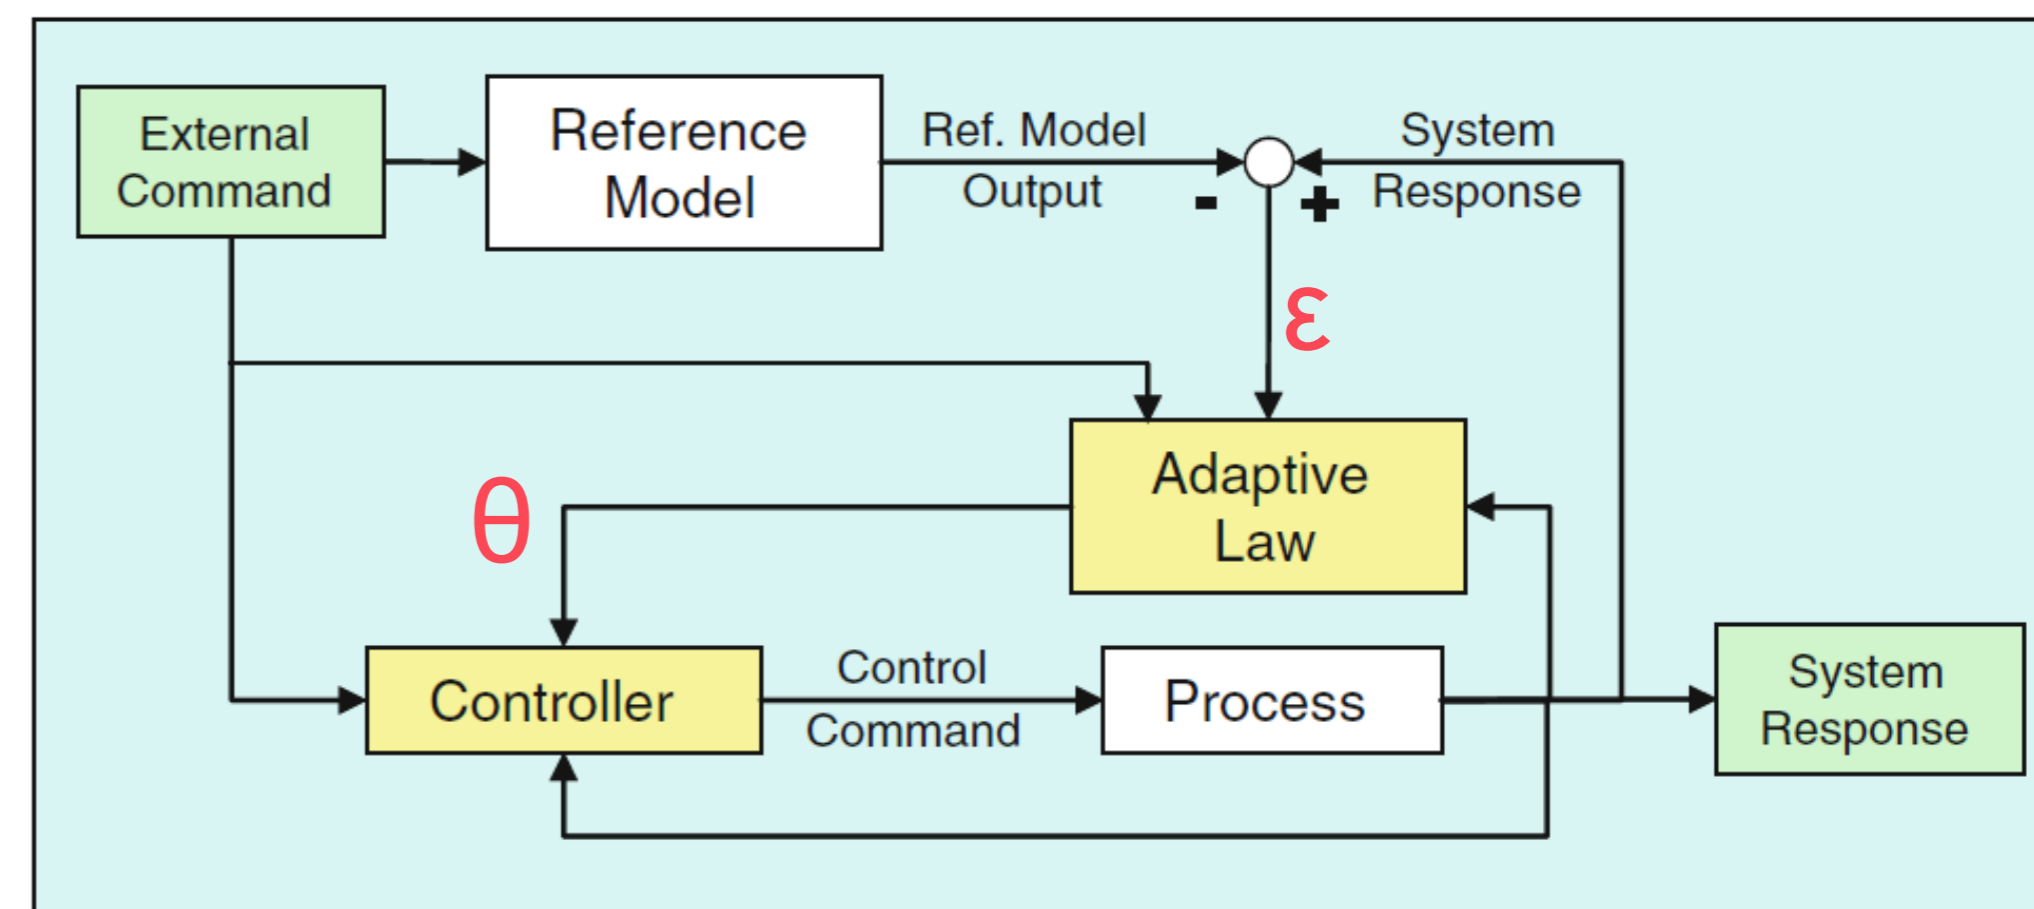 External
Command
Reference
Model
Ref. Model
Output
-
+
System
Response
ε
Adaptive
Law
θ
Controller
Control
Command
Process
System
Response